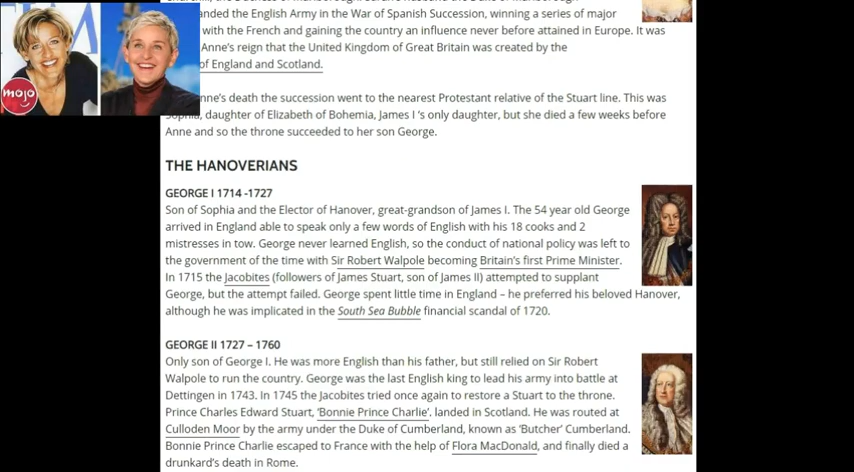 anded the English Army in the War of Spanish Succession, winning a series of major
with the French and gaining the country an influence never before attained in Europe. It was
Anne's reign that the United Kingdom of Great Britain was created by the
of England and Scotland.
nne's death the succession went to the nearest Protestant relative of the Stuart line. This was
Sophia, daughter of Elizabeth of Bohemia, James I 's only daughter, but she died a few weeks before
Anne and so the throne succeeded to her son George.
mojo
THE HANOVERIANS
GEORGE I 1714 -1727
Son of Sophia and the Elector of Hanover, great-grandson of James I. The 54 year old George
arrived in England able to speak only a few words of English with his 18 cooks and 2
mistresses in tow. George never learned English, so the conduct of national policy was left to
the government of the time with Sir Robert Walpole becoming Britain's first Prime Minister.
In 1715 the Jacobites (followers of James Stuart, son of James II) attempted to supplant
George, but the attempt failed. George spent little time in England – he preferred his beloved Hanover,
although he was implicated in the South Sea Bubble financial scandal of 1720.
GEORGE II 1727 – 1760
Only son of George I. He was more English than his father, but still relied on Sir Robert
Walpole to run the country. George was the last English king to lead his army into battle at
Dettingen in 1743. In 1745 the Jacobites tried once again to restore a Stuart to the throne.
Prince Charles Edward Stuart, 'Bonnie Prince Charlie'. landed in Scotland. He was routed at
Culloden Moor by the army under the Duke of Cumberland, known as 'Butcher' Cumberland.
Bonnie Prince Charlie escaped to France with the help of Flora MacDonald, and finally died a
drunkard's death in Rome.